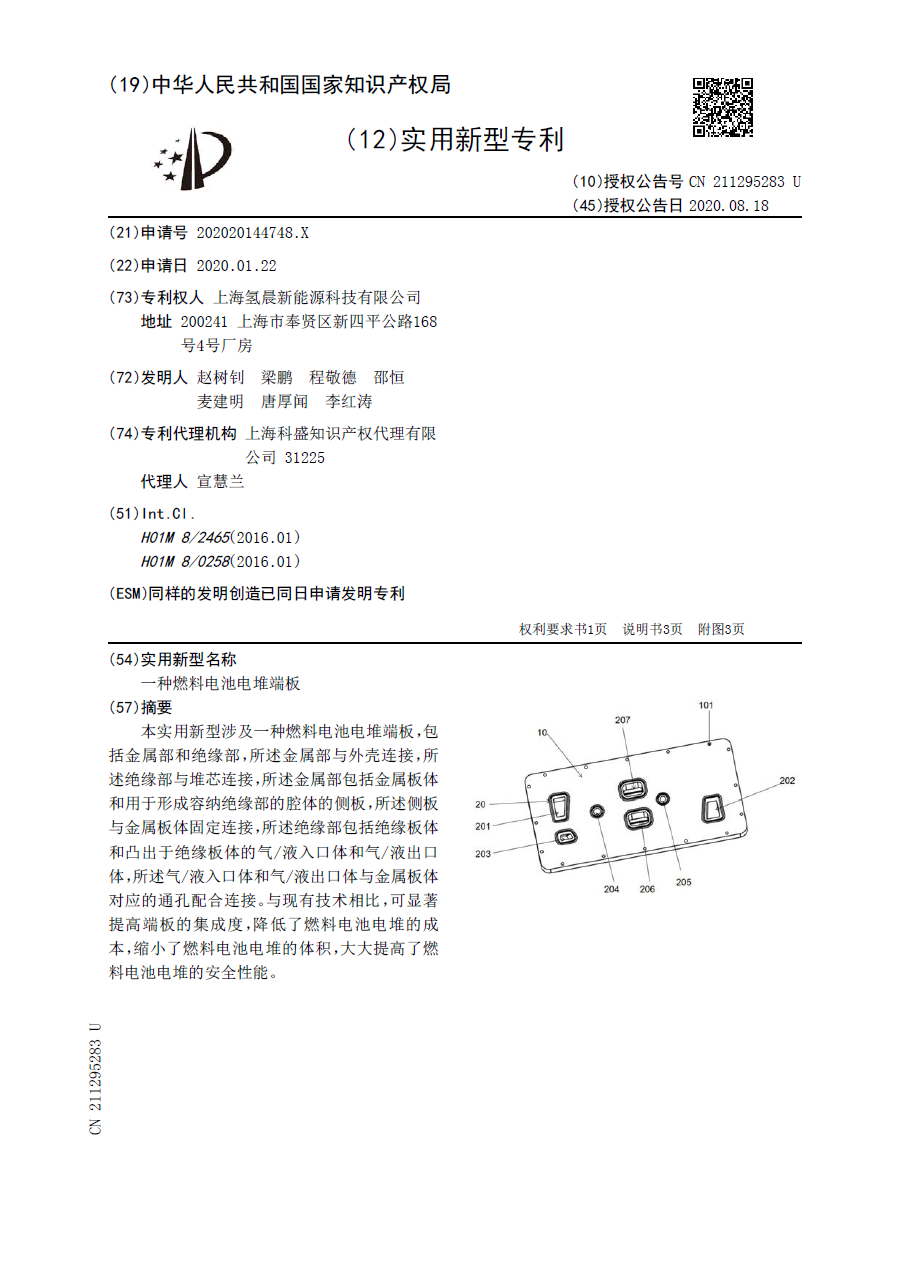 (19)中华人民共和国国家知识产权局
(12)实用新型专利
(10)授权公告号 CN 211295283 U
(45)授权公告日 2020.08.18
(21)申请号 202020144748.X
(22)申请日 2020.01.22
(73)专利权人 上海氢晨新能源科技有限公司
地址 200241 上海市奉贤区新四平公路168
号4号厂房
(72)发明人 赵树钊 梁鹏 程敬德 邵恒
麦建明 唐厚闻 李红涛
(74)专利代理机构 上海科盛知识产权代理有限
公司 31225
代理人 宣慧兰
(51)Int.Cl.
H01M 8/2465(2016.01)
H01M 8/0258(2016.01)
(ESM)同样的发明创造已同日申请发明专利
权利要求书1页 说明书3页 附图3页
(54)实用新型名称
一种燃料电池电堆端板
(57)摘要
本实用新型涉及一种燃料电池电堆端板,包
括金属部和绝缘部,所述金属部与外壳连接,所
述绝缘部与堆芯连接,所述金属部包括金属板体
和用于形成容纳绝缘部的腔体的侧板,所述侧板
与金属板体固定连接,所述绝缘部包括绝缘板体
和凸出于绝缘板体的气/液入口体和气/液出口
体,所述气/液入口体和气/液出口体与金属板体
对应的通孔配合连接。与现有技术相比,可显著
提高端板的集成度,降低了燃料电池电堆的成
本,缩小了燃料电池电堆的体积,大大提高了燃
料电池电堆的安全性能。
101
207
10
202
20
201
203
204
206
205
CN 211295283 U